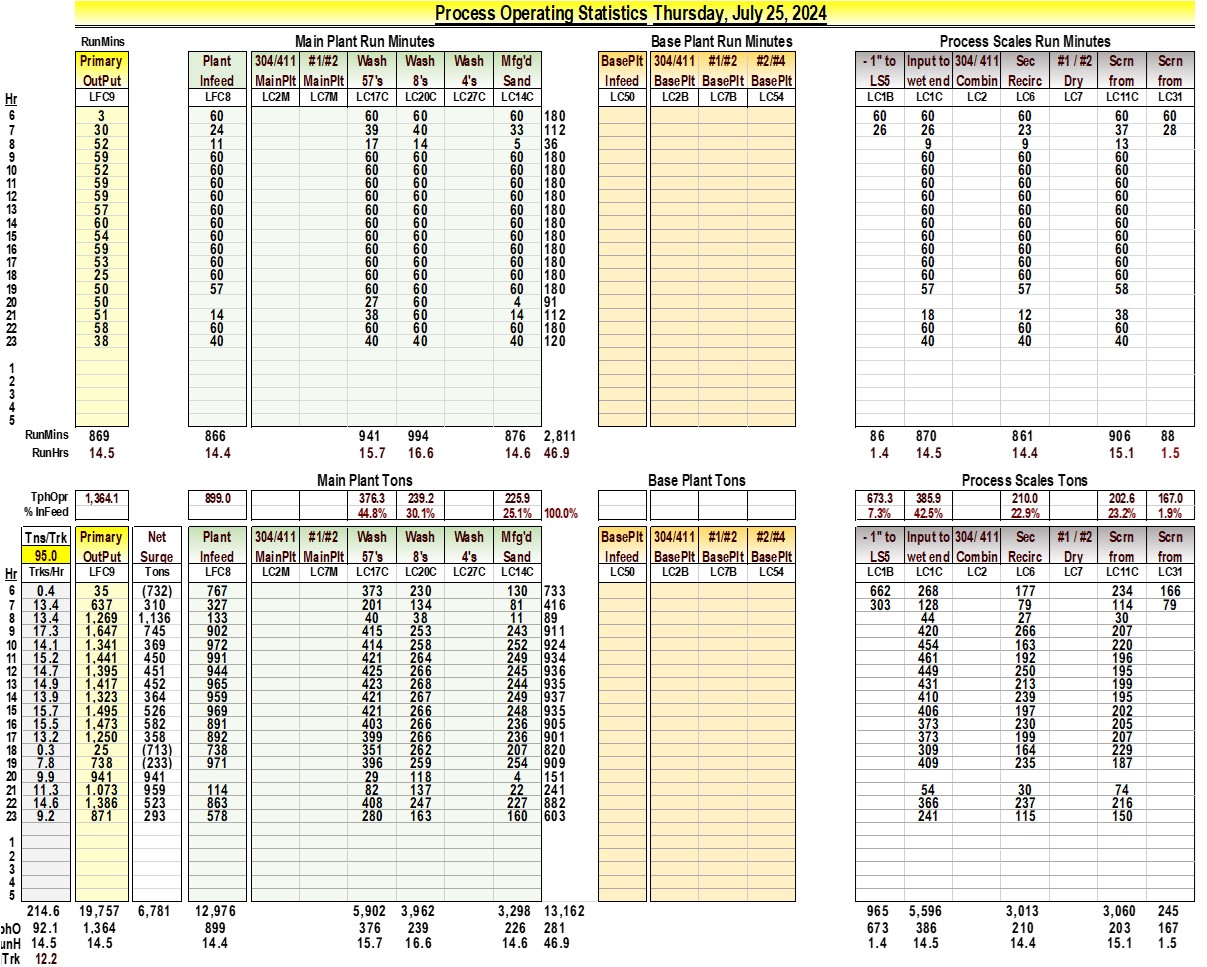 Process Operating Statistics Thursday, July 25, 2024
RunMins Main Plant Run Minutes Base Plant Run Minutes Process Scales Run Minutes
Primary Plant 304/411 #1/#2 Wash Wash Wash Mfg'd BasePlt 304/411 #1/#2 #2/#4 - 1" to Input to 304/ 411 Sec #1 / #2 Scrn Scrn
OutPut Infeed MainPlt MainPlt 57's 8's 4's Sand Infeed BasePlt BasePlt BasePlt LS5 wet end Combin Recirc Dry from from
Hr LFC9 LFC8 LC2M LC7M LC17C LC20C LC27C LC14C LC50 LC2B LC7B LC54 LC1B LC1C LC2 LC6 LC7 LC11C LC31
6 3 60 60 60 60 180 60 60 60 60 60
7 30 24 39 40 33 112 26 26 23 37 28
8 52 11 17 14 5 36 9 9 13
9 59 60 60 60 60 180 60 60 60
10 52 60 60 60 60 180 60 60 60
11 59 60 60 60 60 180 60 60 60
12 59 60 60 60 60 180 60 60 60
13 57 60 60 60 60 180 60 60 60
14 60 60 60 60 60 180 60 60 60
15 54 60 60 60 60 180 60 60 60
16 59 60 60 60 60 180 60 60 60
17 53 60 60 60 60 180 60 60 60
18 25 60 60 60 60 180 60 60 60
19 50 57 60 60 60 180 57 57 58
20 50 27 60 4 91
21 51 14 38 60 14 112 18 12 38
22 58 60 60 60 60 180 60 60 60
23 38 40 40 40 40 120 40 40 40
1
2
3
4
5
RunMins 869 866 941 994 876 2,811 86 870 861 906 88
RunHrs 14.5 14.4 15.7 16.6 14.6 46.9 1.4 14.5 14.4 15.1 1.5
Main Plant Tons Base Plant Tons Process Scales Tons
TphOpr 1,364.1 899.0 376.3 239.2 225.9 673.3 385.9 210.0 202.6 167.0
% InFeed 44.8% 30.1% 25.1% 100.0% 7.3% 42.5% 22.9% 23.2% 1.9%
Tns/Trk Primary Net Plant 304/411 #1/#2 Wash Wash Wash Mfg'd BasePlt 304/411 #1/#2 #2/#4 - 1" to Input to 304/ 411 Sec #1 / #2 Scrn Scrn
95.0 OutPut Surge Infeed MainPlt MainPlt 57's 8's 4's Sand Infeed BasePlt BasePlt BasePlt LS5 wet end Combin Recirc Dry from from
Hr Trks/Hr LFC9 Tons LFC8 LC2M LC7M LC17C LC20C LC27C LC14C LC50 LC2B LC7B LC54 LC1B LC1C LC2 LC6 LC7 LC11C LC31
6 0.4 35 (732) 767 373 230 130 733 662 268 177 234 166
7 13.4 637 310 327 201 134 81 416 303 128 79 114 79
8 13.4 1,269 1,136 133 40 38 11 89 44 27 30
9 17.3 1,647 745 902 415 253 243 911 420 266 207
10 14.1 1,341 369 972 414 258 252 924 454 163 220
11 15.2 1,441 450 991 421 264 249 934 461 192 196
12 14.7 1,395 451 944 425 266 245 936 449 250 195
13 14.9 1,417 452 965 423 268 244 935 431 213 199
14 13.9 1,323 364 959 421 267 249 937 410 239 195
15 15.7 1,495 526 969 421 266 248 935 406 197 202
16 15.5 1,473 582 891 403 266 236 905 373 230 205
17 13.2 1,250 358 892 399 266 236 901 373 199 207
18 0.3 25 (713) 738 351 262 207 820 309 164 229
19 7.8 738 (233) 971 396 259 254 909 409 235 187
20 9.9 941 941 29 118 4 151
21 11.3 1,073 959 114 82 137 22 241 54 30 74
22 14.6 1,386 523 863 408 247 227 882 366 237 216
23 9.2 871 293 578 280 163 160 603 241 115 150
1
2
3
4
5
214.6 19,757 6,781 12,976 5,902 3,962 3,298 13,162 965 5,596 3,013 3,060 245
phO 92.1 1,364 899 376 239 226 281 673 386 210 203 167
unH 14.5 14.5 14.4 15.7 16.6 14.6 46.9 1.4 14.5 14.4 15.1 1.5
Trk 12.2